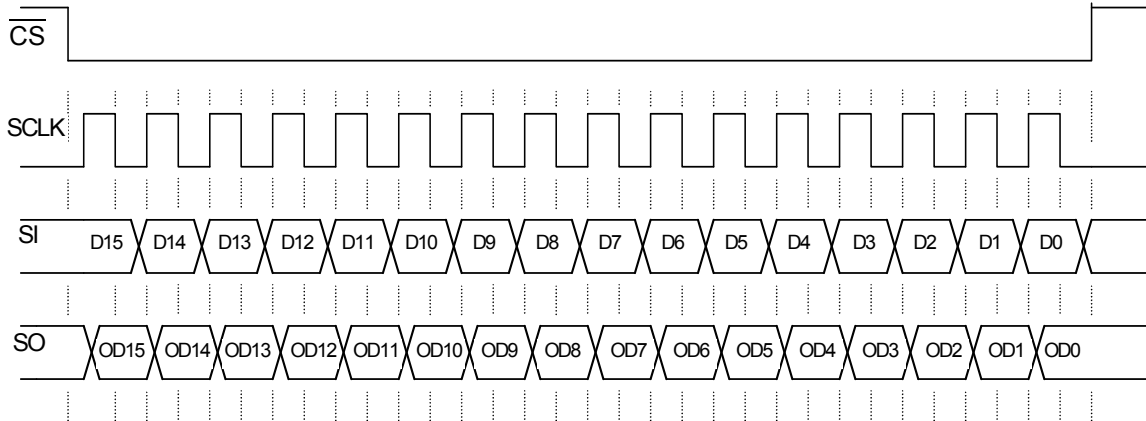 C̅S̅
SCLK
SI D15 D14 D13 D12 D11 D10 D9 D8 D7 D6 D5 D4 D3 D2 D1 D0
SO OD15 OD14 OD13 OD12 OD11 OD10 OD9 OD8 OD7 OD6 OD5 OD4 OD3 OD2 OD1 OD0